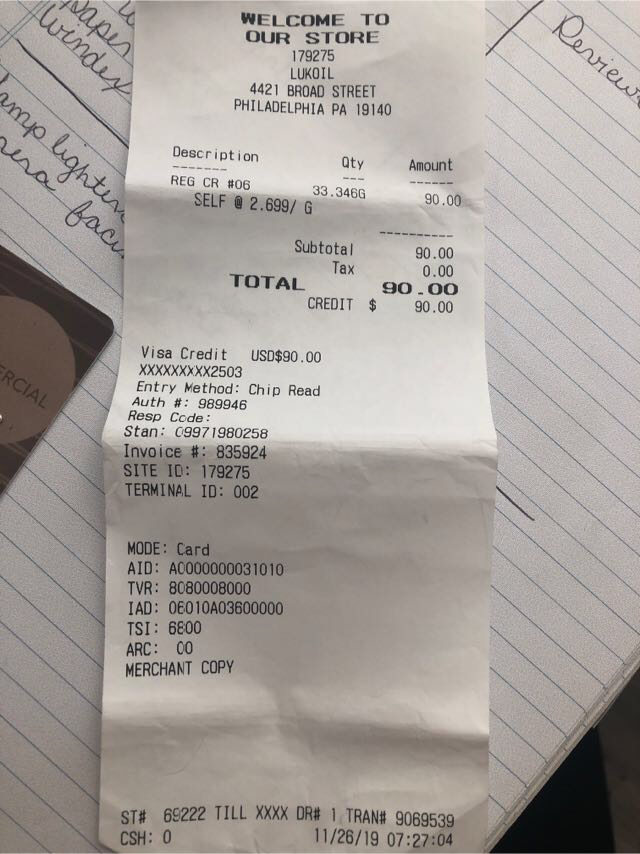 WELCOME TO
OUR STORE
179275
LUKOIL
4421 BROAD STREET
PHILADELPHIA PA 19140
Description Qty Amount
REG CR #06 33.346G 90.00
SELF @ 2.699/ G
Subtotal 90.00
Tax 0.00
TOTAL 90.00
CREDIT $ 90.00
Visa Credit USD$90.00
XXXXXXXXX2503
Entry Method: Chip Read
Auth #: 989946
Resp Code:
Stan: 09971980258
Invoice #: 835924
SITE ID: 179275
TERMINAL ID: 002
MODE: Card
AID: A0000000031010
TVR: 8080008000
IAD: 06010A03600000
TSI: 6800
ARC: 00
MERCHANT COPY
ST# 69222 TILL XXXX DR# 1 TRAN# 9069539
CSH: 0 11/26/19 07:27:04
windex
Review
ERCIAL